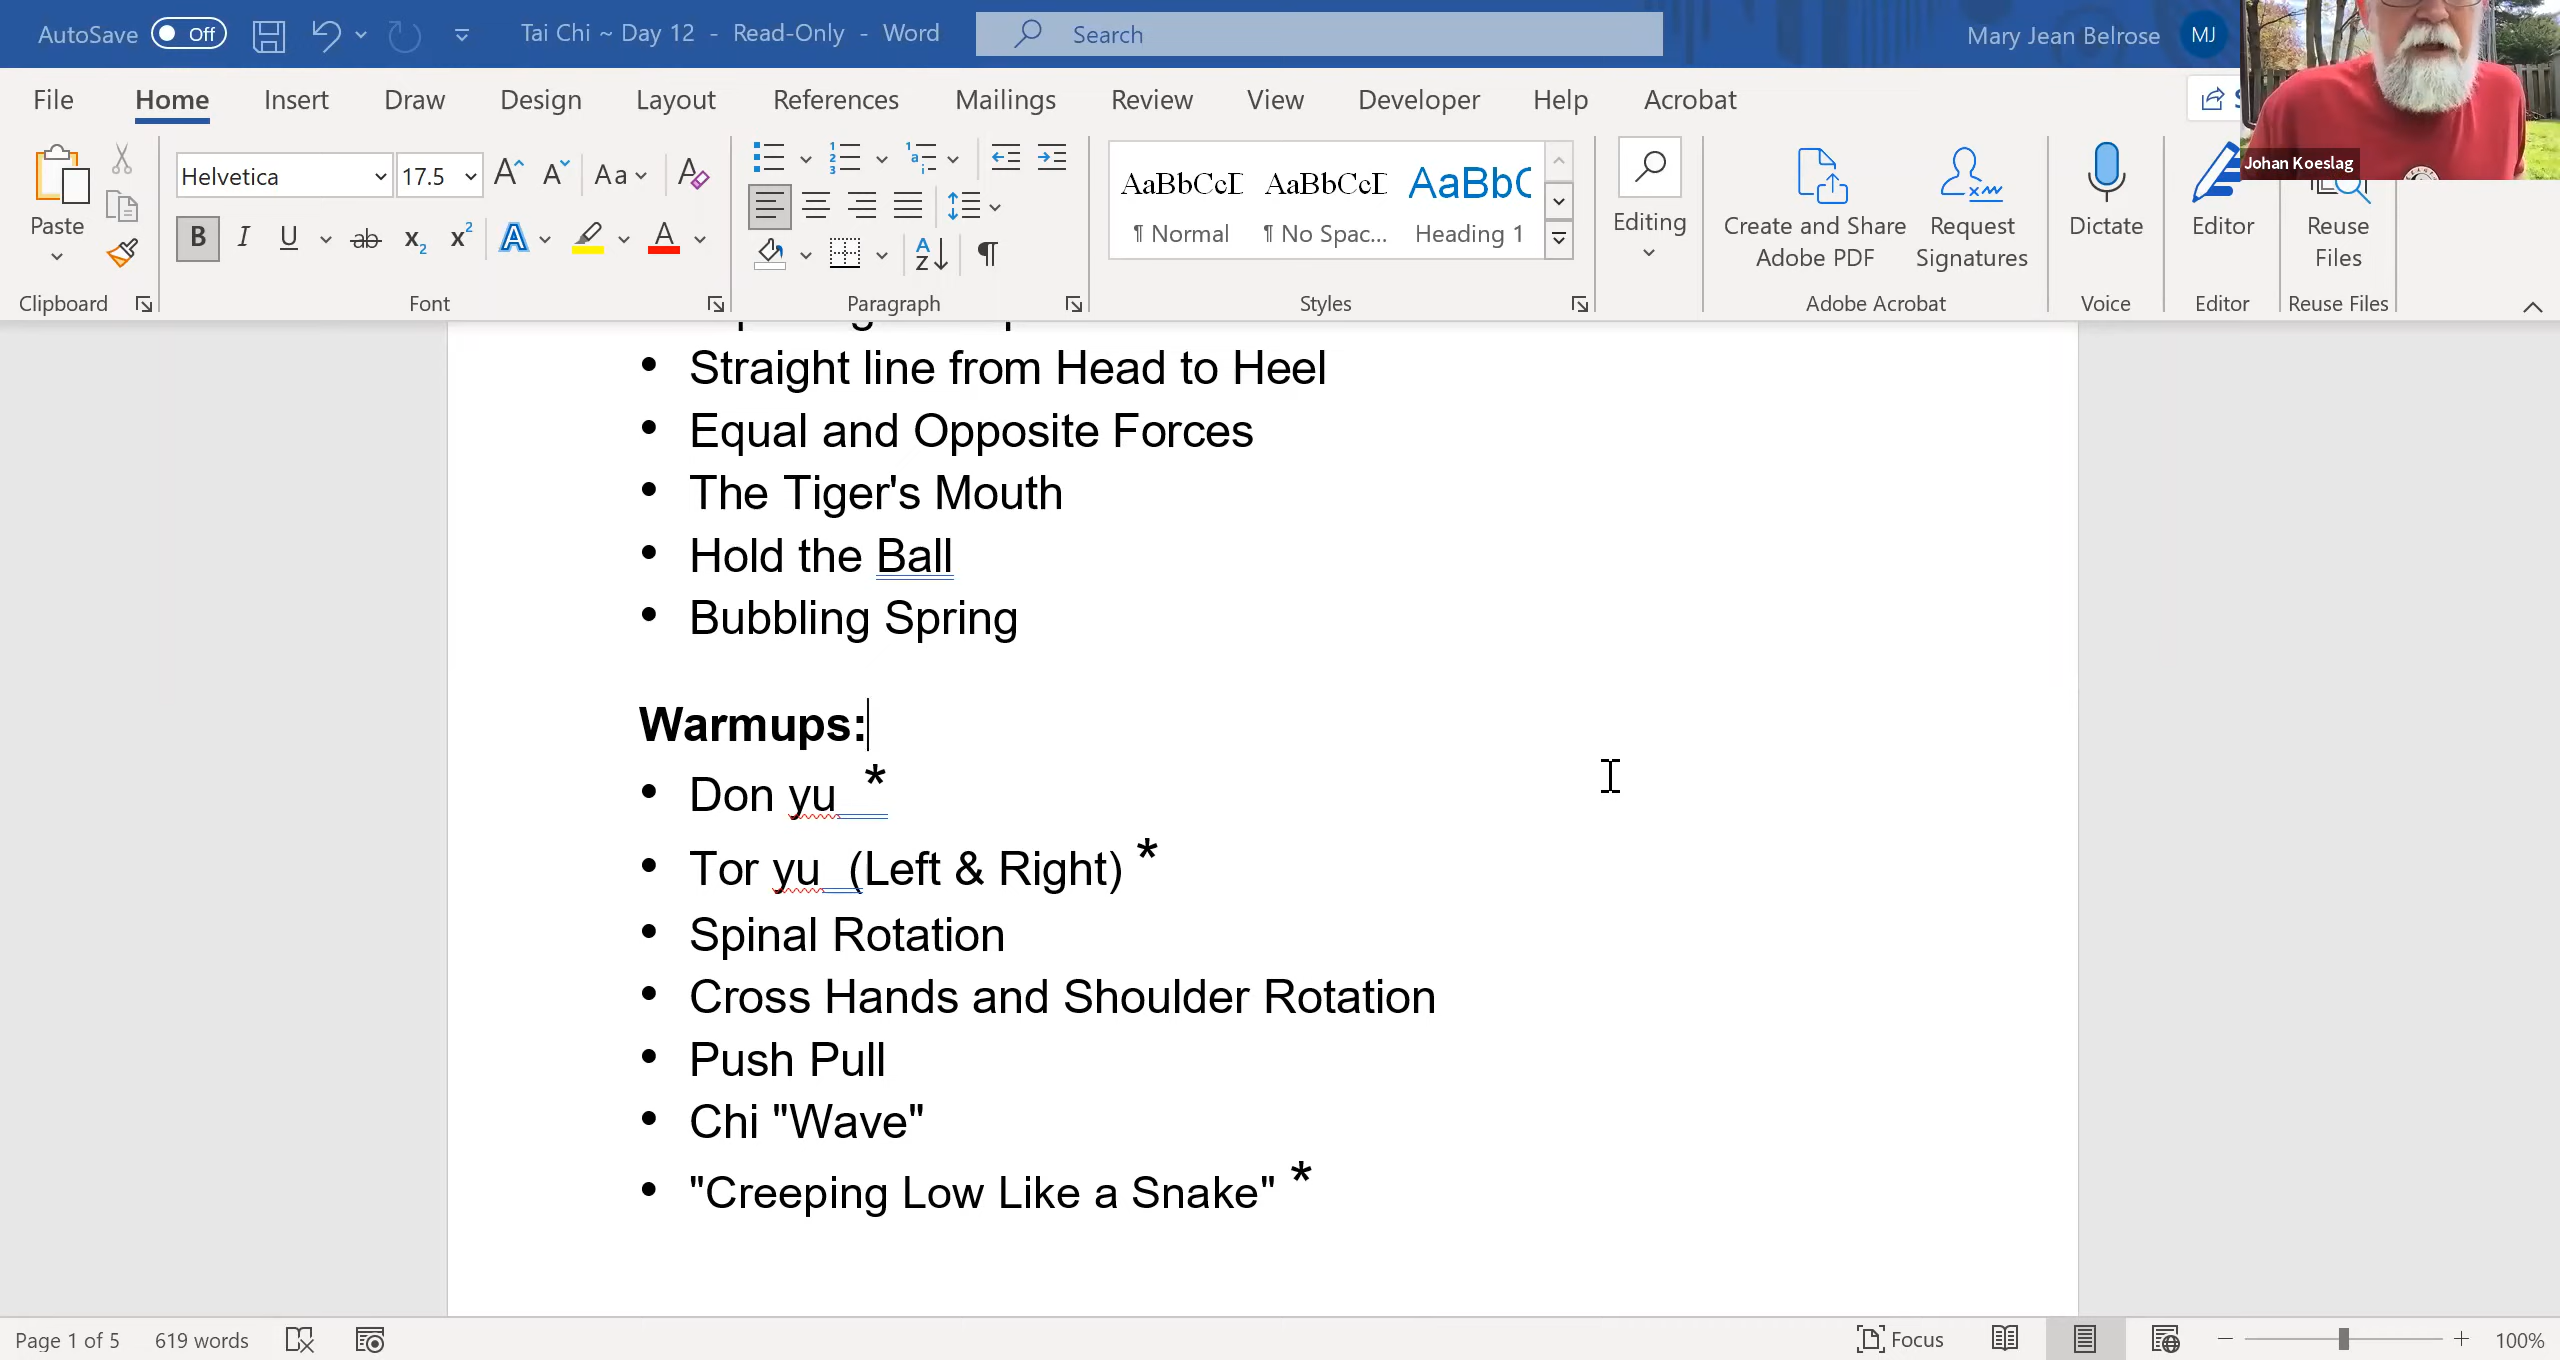 AutoSave Off Tai Chi ~ Day 12 - Read-Only - Word Search Mary Jean Belrose MJ
File Home Insert Draw Design Layout References Mailings Review View Developer Help Acrobat
Johan Koeslag
Paste Helvetica 17.5 Aa
AaBbCcD AaBbCcD AaBbC
¶ Normal ¶ No Spac... Heading 1
Editing
Create and Share Adobe PDF
Request Signatures
Dictate Editor Reuse Files
Clipboard Font Paragraph Styles Adobe Acrobat Voice Editor Reuse Files
• Straight line from Head to Heel
• Equal and Opposite Forces
• The Tiger's Mouth
• Hold the Ball
• Bubbling Spring
Warmups:
• Don yu *
• Tor yu (Left & Right) *
• Spinal Rotation
• Cross Hands and Shoulder Rotation
• Push Pull
• Chi "Wave"
• "Creeping Low Like a Snake" *
Page 1 of 5 619 words Focus 100%